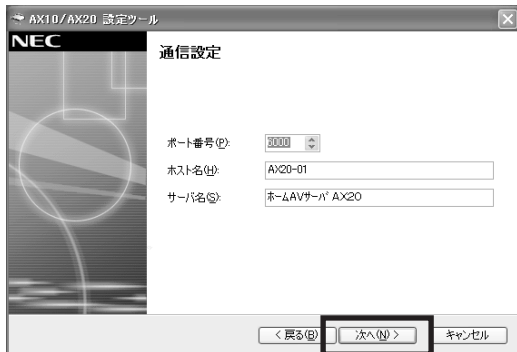 AX10/AX20 設定ツール
NEC
通信設定
ポート番号(P):
8000
ホスト名(H):
AX20-01
サーバ名(S):
ホームAVサーバ AX20
< 戻る(B)
次へ(N) >
キャンセル